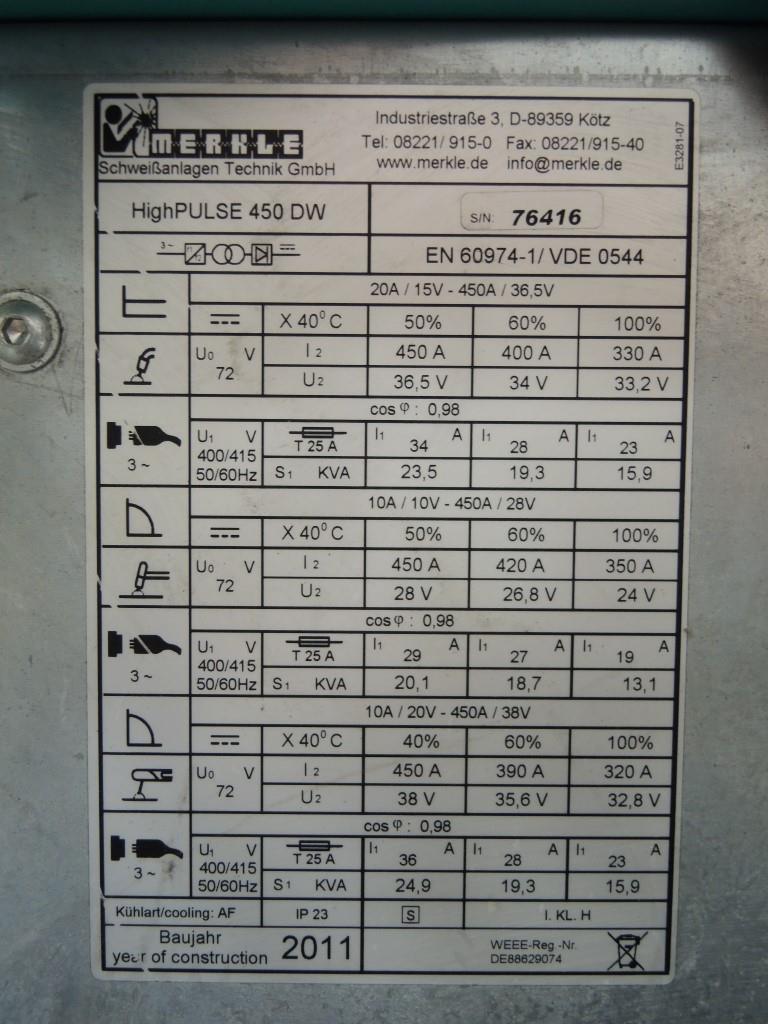 MERKLE
Schweißanlagen Technik GmbH
Industriestraße 3, D-89359 Kötz
Tel: 08221/ 915-0 Fax: 08221/915-40
www.merkle.de info@merkle.de
E3281-07
HighPULSE 450 DW
S/N: 76416
3~
EN 60974-1/ VDE 0544
20A / 15V - 450A / 36,5V
X 40° C 50% 60% 100%
U0 V 72
I2 450 A 400 A 330 A
U2 36,5 V 34 V 33,2 V
cos φ : 0,98
3 ~
U1 V
400/415
50/60Hz
T 25 A I1 34 A I1 28 A I1 23 A
S1 KVA 23,5 19,3 15,9
10A / 10V - 450A / 28V
X 40° C 50% 60% 100%
U0 V 72
I2 450 A 420 A 350 A
U2 28 V 26,8 V 24 V
cos φ : 0,98
3 ~
U1 V
400/415
50/60Hz
T 25 A I1 29 A I1 27 A I1 19 A
S1 KVA 20,1 18,7 13,1
10A / 20V - 450A / 38V
X 40° C 40% 60% 100%
U0 V 72
I2 450 A 390 A 320 A
U2 38 V 35,6 V 32,8 V
cos φ : 0,98
3 ~
U1 V
400/415
50/60Hz
T 25 A I1 36 A I1 28 A I1 23 A
S1 KVA 24,9 19,3 15,9
Kühlart/cooling: AF IP 23 S I. KL. H
Baujahr
year of construction 2011
WEEE-Reg.-Nr.
DE88629074